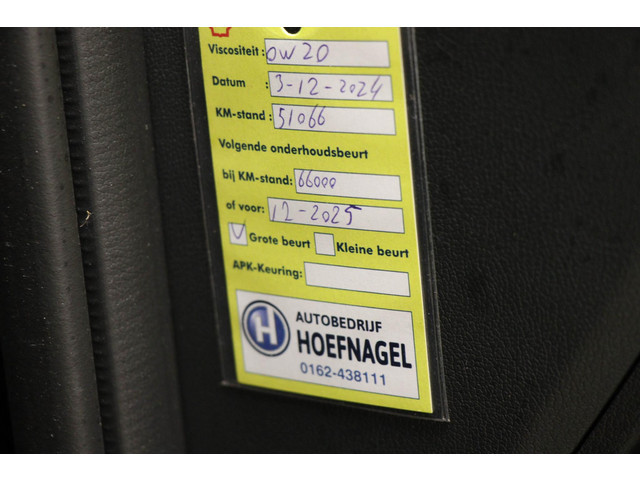 Viscositeit: 0W20
Datum : 3-12-2024
KM-stand : 51066
Volgende onderhoudsbeurt
bij KM-stand: 66000
of voor: 12-2025
Grote beurt Kleine beurt
APK-Keuring:
H AUTOBEDRIJF
HOEFNAGEL
0162-438111